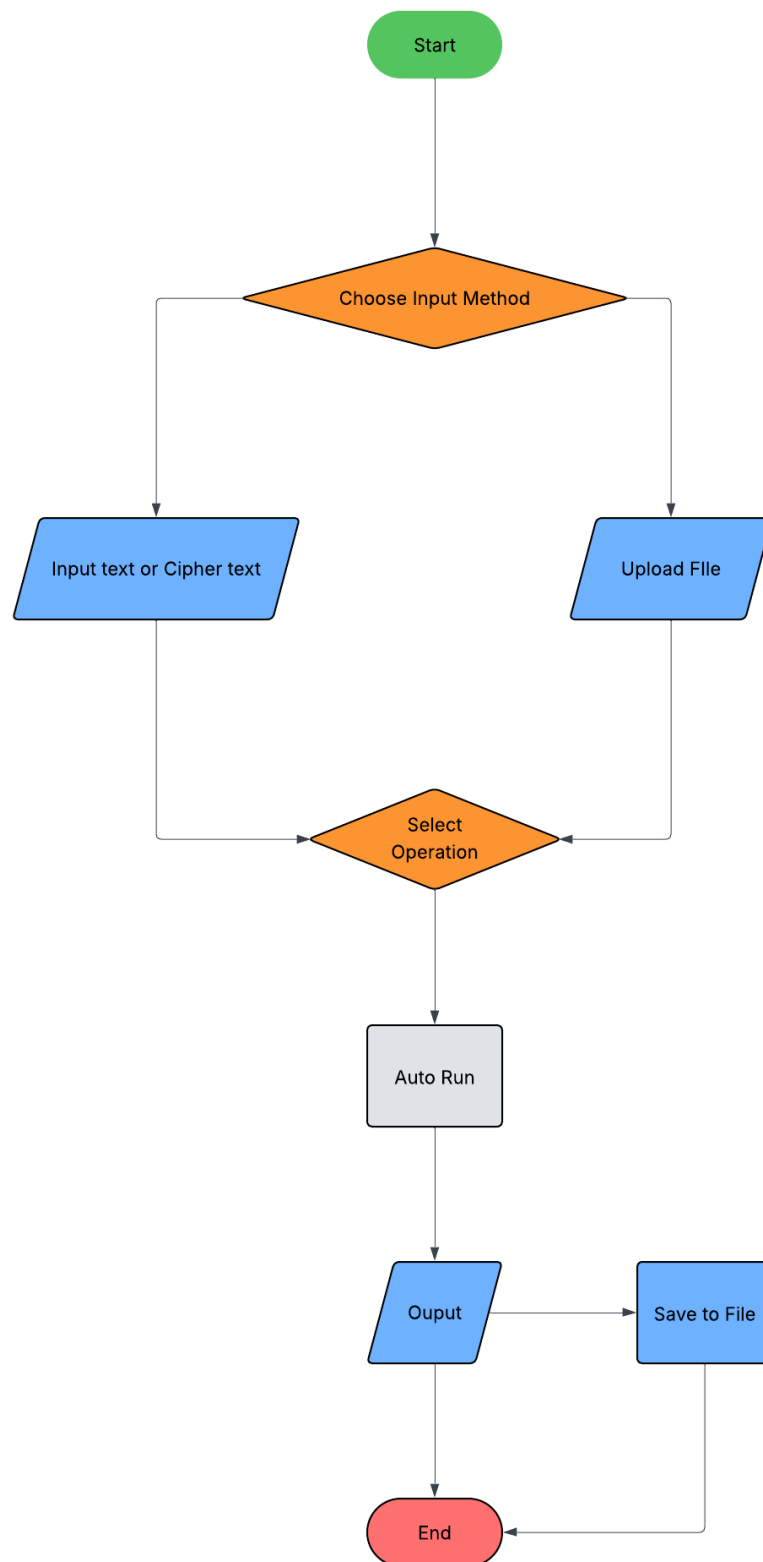 Start
Choose Input Method
Input text or Cipher text
Upload FIle
Select
Operation
Auto Run
Ouput
Save to File
End